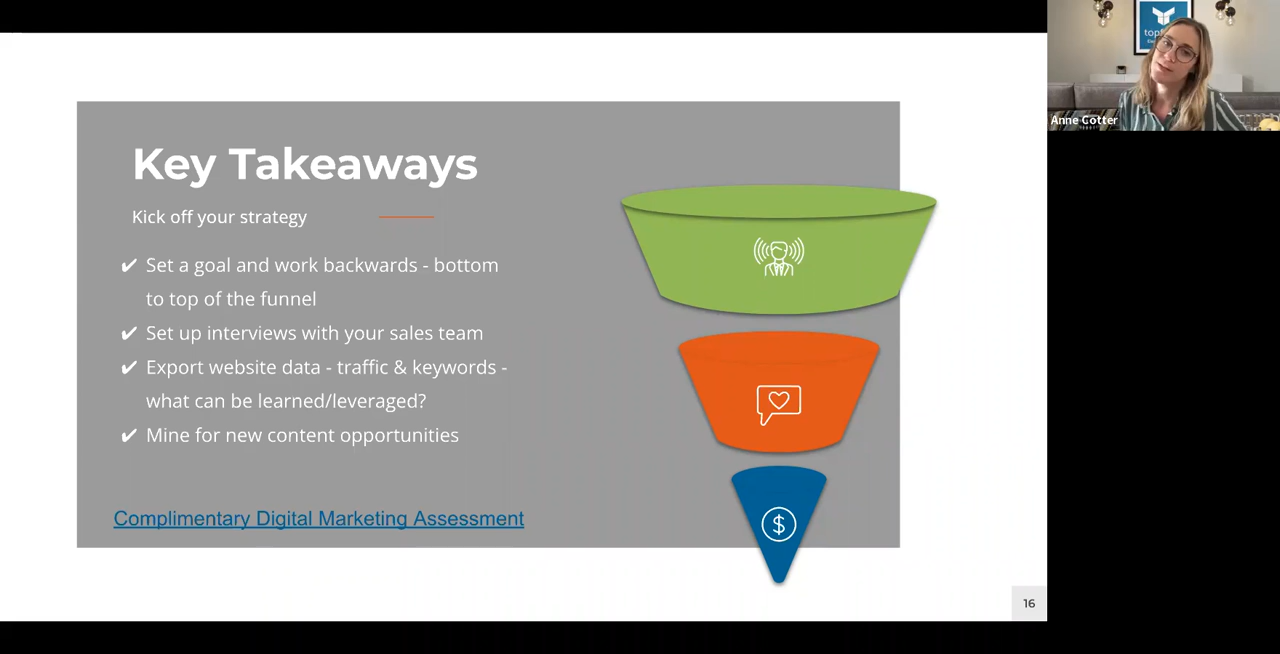 Key Takeaways
Kick off your strategy
✔ Set a goal and work backwards - bottom
to top of the funnel
✔ Set up interviews with your sales team
✔ Export website data - traffic & keywords -
what can be learned/leveraged?
✔ Mine for new content opportunities
Complimentary Digital Marketing Assessment
$
16
Anne Cotter